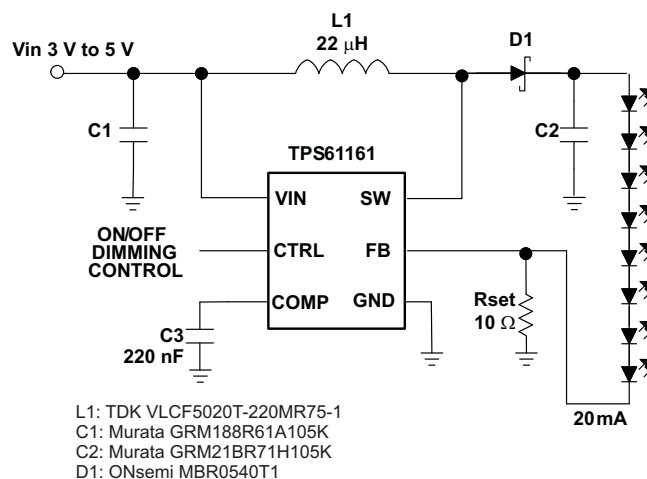 L1
22 μH
D1
Vin 3 V to 5 V
C1
C2
TPS61161
VIN
SW
ON/OFF
DIMMING
CONTROL
CTRL
FB
COMP
GND
Rset
10 Ω
C3
220 nF
20mA
L1: TDK VLCF5020T-220MR75-1
C1: Murata GRM188R61A105K
C2: Murata GRM21BR71H105K
D1: ONsemi MBR0540T1